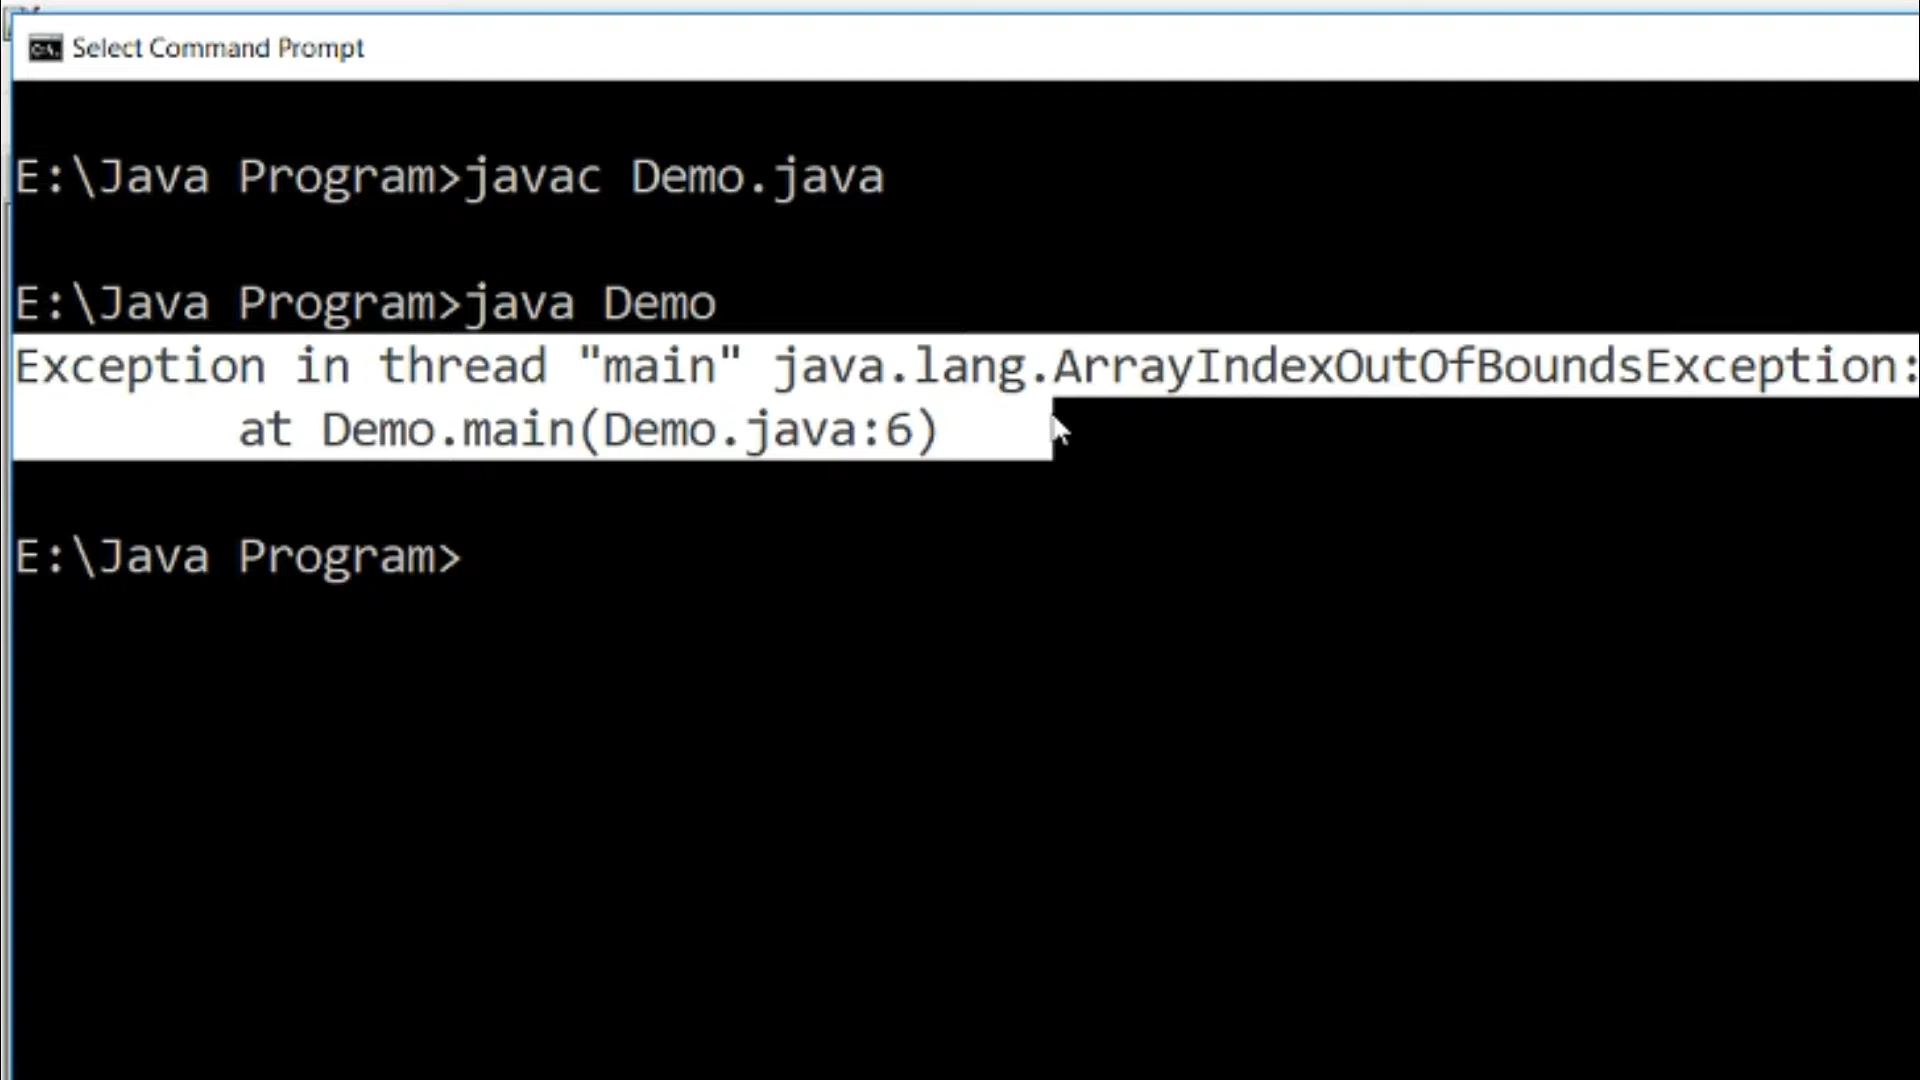 Select Command Prompt
E:\Java Program>javac Demo.java
E:\Java Program>java Demo
Exception in thread "main" java.lang.ArrayIndexOutOfBoundsException:
at Demo.main(Demo.java:6)
E:\Java Program>